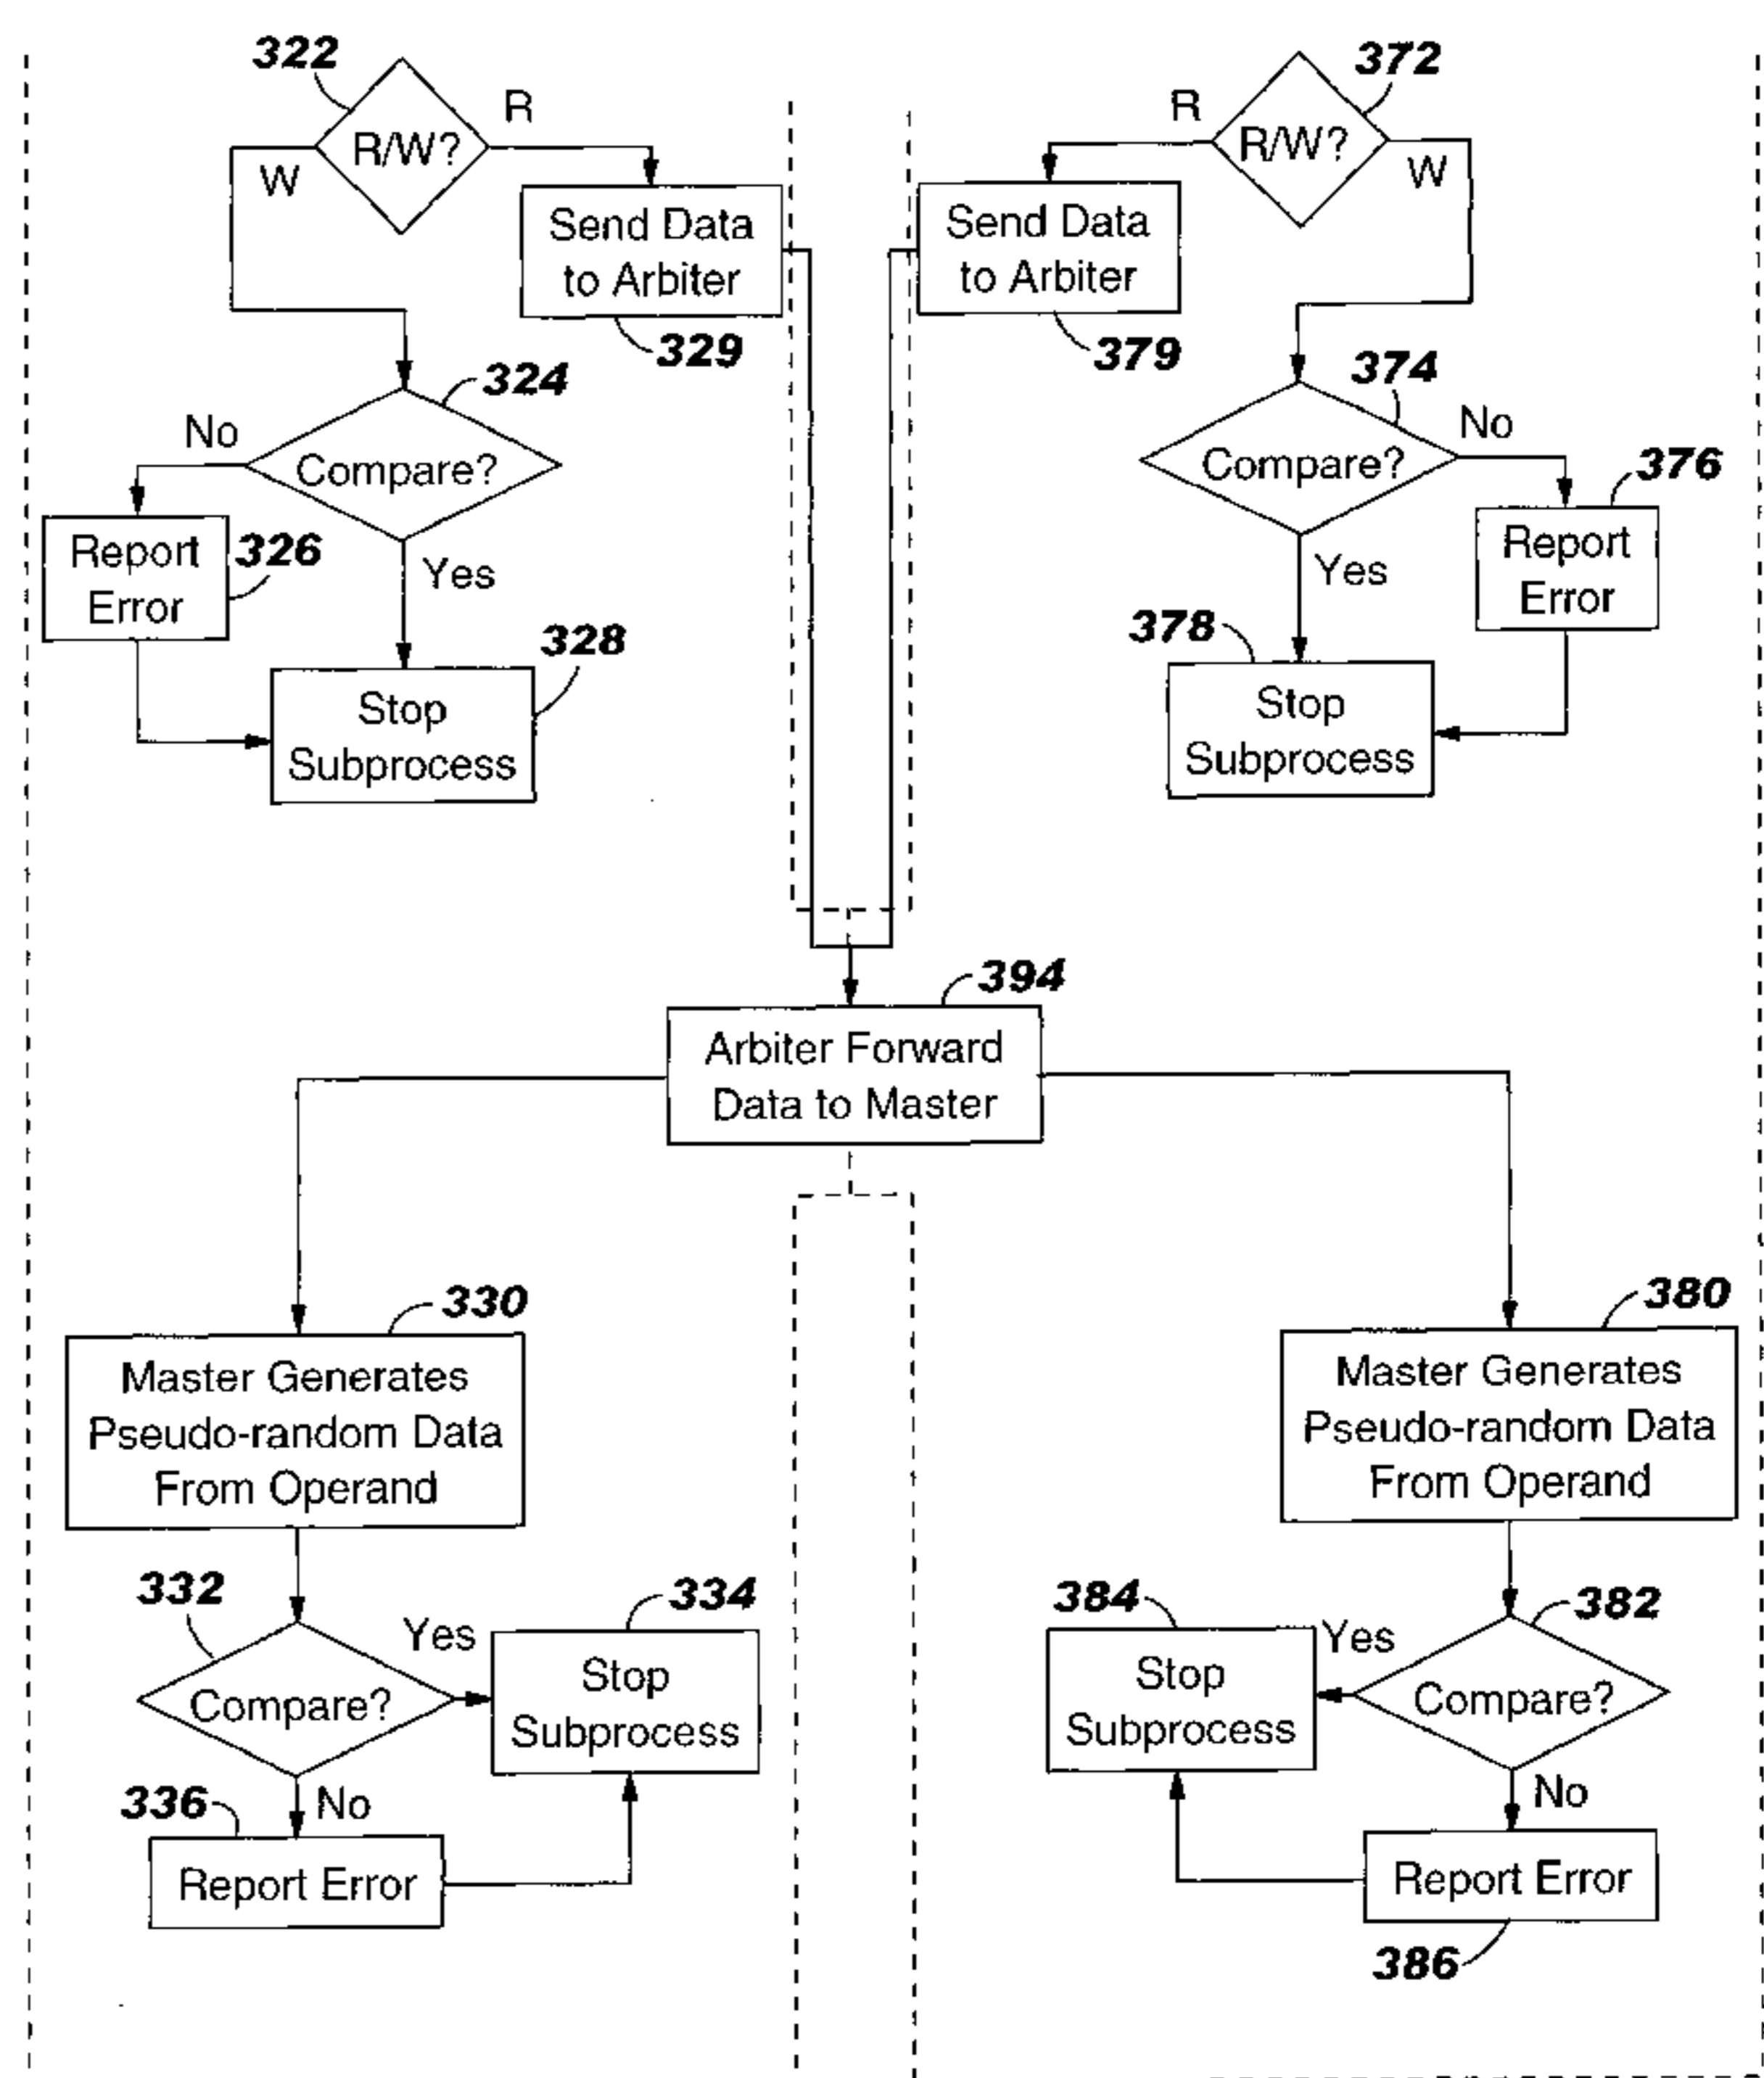 322
R/W?
R
W
Send Data
to Arbiter
329
324
No
Compare?
Report
Error
326
Yes
328
Stop
Subprocess
372
R
R/W?
W
Send Data
to Arbiter
379
374
No
Compare?
376
Report
Error
Yes
378
Stop
Subprocess
394
Arbiter Forward
Data to Master
330
Master Generates
Pseudo-random Data
From Operand
332
Yes
334
Compare?
Stop
Subprocess
336
No
Report Error
380
Master Generates
Pseudo-random Data
From Operand
384
Yes
382
Stop
Subprocess
Compare?
No
Report Error
386